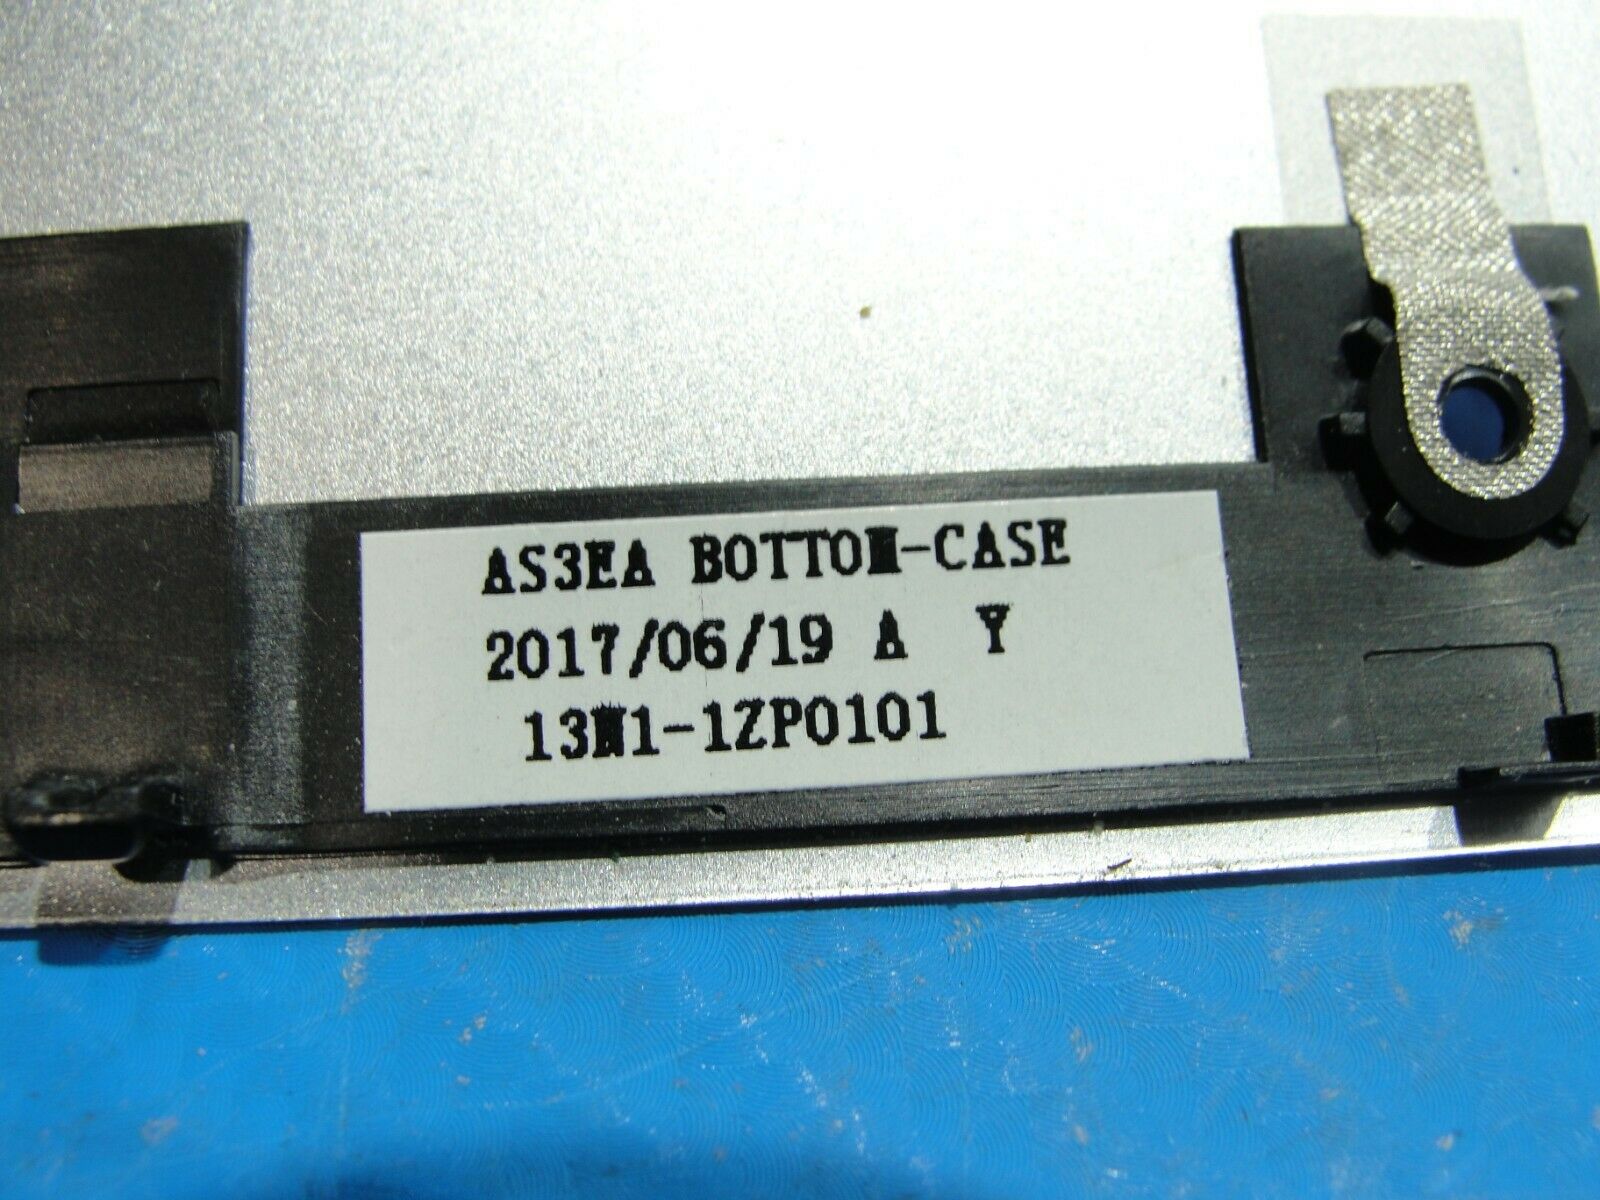 AS3EA BOTTOM-CASE
2017/06/19 A Y
13N1-1ZP0101